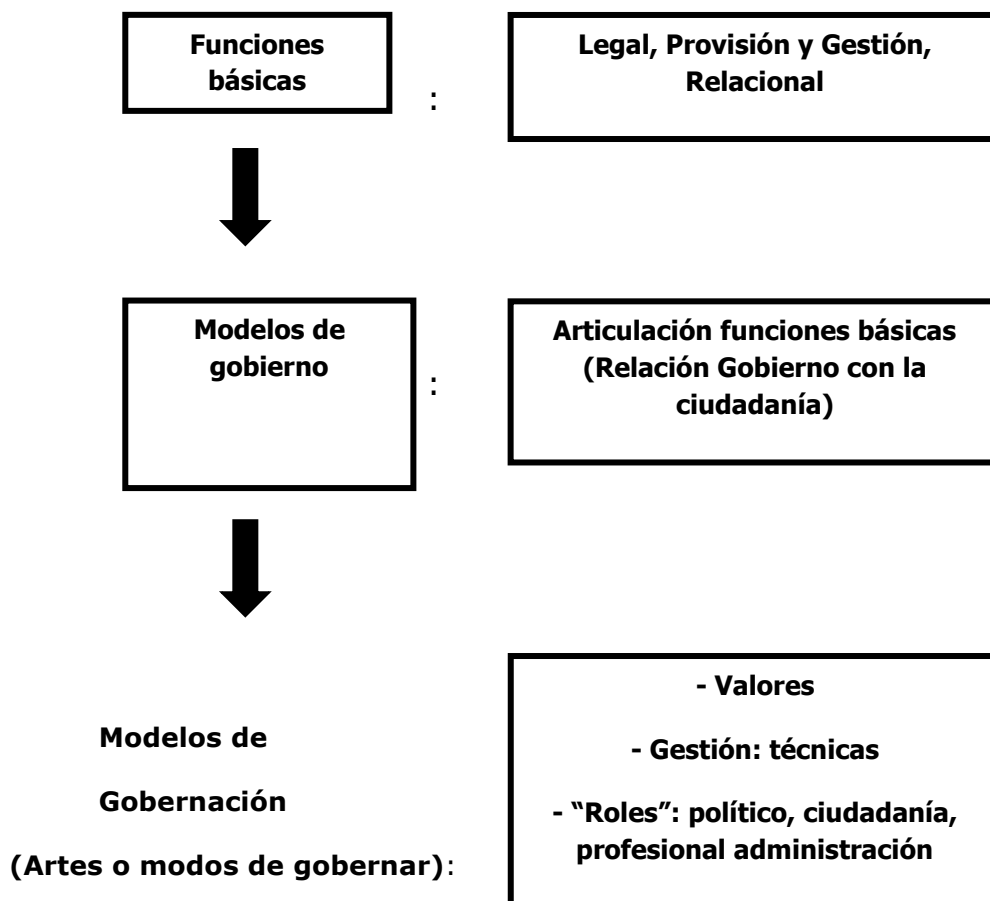 Funciones
básicas
:
Legal, Provisión y Gestión,
Relacional
Modelos de
gobierno
:
Articulación funciones básicas
(Relación Gobierno con la
ciudadanía)
Modelos de
Gobernación
(Artes o modos de gobernar):
- Valores
- Gestión: técnicas
- “Roles”: político, ciudadanía,
profesional administración